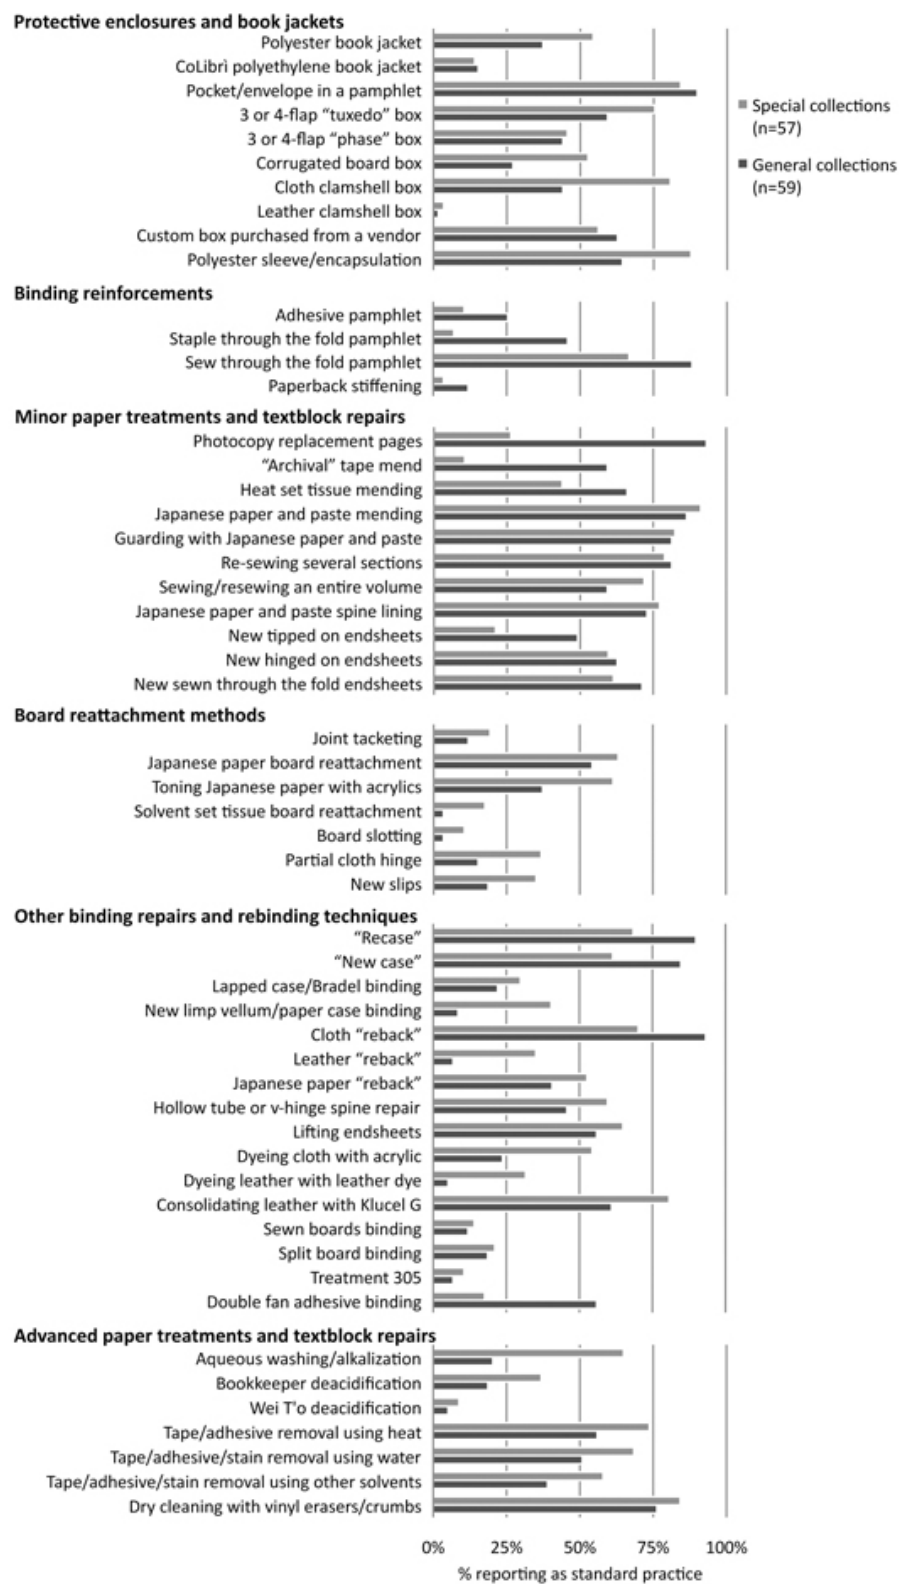 Protective enclosures and book jackets
Polyester book jacket
CoLibrì polyethylene book jacket
Pocket/envelope in a pamphlet
3 or 4-flap “tuxedo” box
3 or 4-flap “phase” box
Corrugated board box
Cloth clamshell box
Leather clamshell box
Custom box purchased from a vendor
Polyester sleeve/encapsulation
Special collections
(n=57)
General collections
(n=59)
Binding reinforcements
Adhesive pamphlet
Staple through the fold pamphlet
Sew through the fold pamphlet
Paperback stiffening
Minor paper treatments and textblock repairs
Photocopy replacement pages
“Archival” tape mend
Heat set tissue mending
Japanese paper and paste mending
Guarding with Japanese paper and paste
Re-sewing several sections
Sewing/resewing an entire volume
Japanese paper and paste spine lining
New tipped on endsheets
New hinged on endsheets
New sewn through the fold endsheets
Board reattachment methods
Joint tacketing
Japanese paper board reattachment
Toning Japanese paper with acrylics
Solvent set tissue board reattachment
Board slotting
Partial cloth hinge
New slips
Other binding repairs and rebinding techniques
“Recase”
“New case”
Lapped case/Bradel binding
New limp vellum/paper case binding
Cloth “reback”
Leather “reback”
Japanese paper “reback”
Hollow tube or v-hinge spine repair
Lifting endsheets
Dyeing cloth with acrylic
Dyeing leather with leather dye
Consolidating leather with Klucel G
Sewn boards binding
Split board binding
Treatment 305
Double fan adhesive binding
Advanced paper treatments and textblock repairs
Aqueous washing/alkalization
Bookkeeper deacidification
Wei T'o deacidification
Tape/adhesive removal using heat
Tape/adhesive/stain removal using water
Tape/adhesive/stain removal using other solvents
Dry cleaning with vinyl erasers/crumbs
0% 25% 50% 75% 100%
% reporting as standard practice